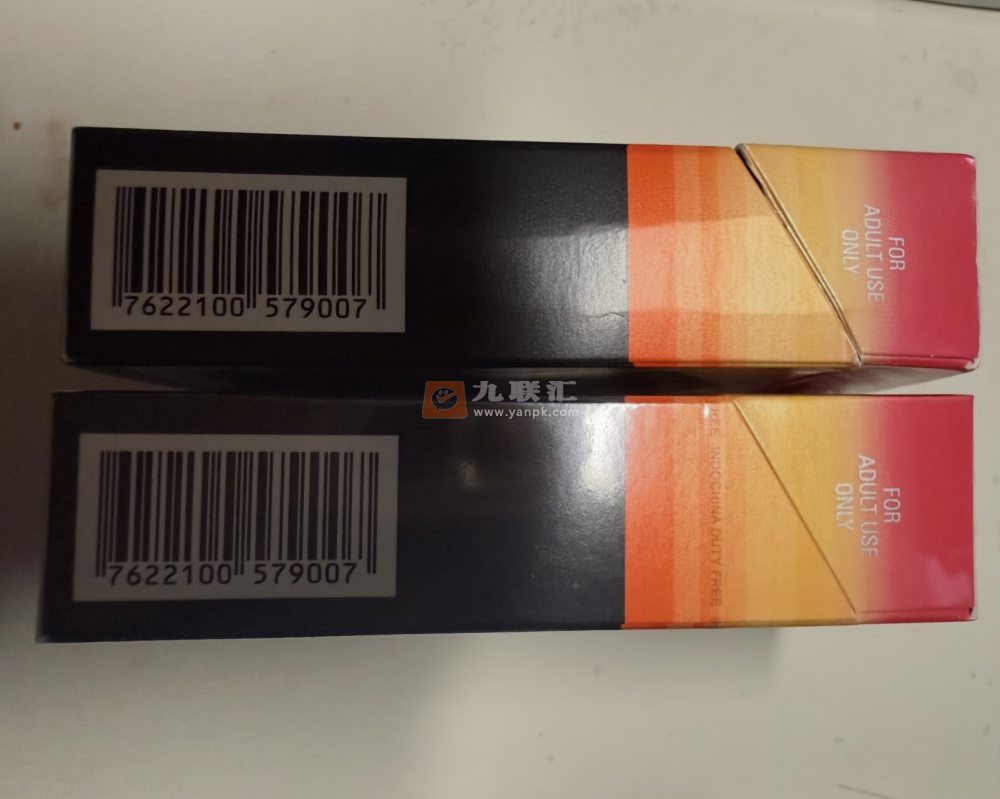 7622100 579007
FOR
ADULT USE
ONLY
九联汇
www.yanpk.com
7622100 579007
FREE INDOCHINA DUTY FREE
FOR
ADULT USE
ONLY